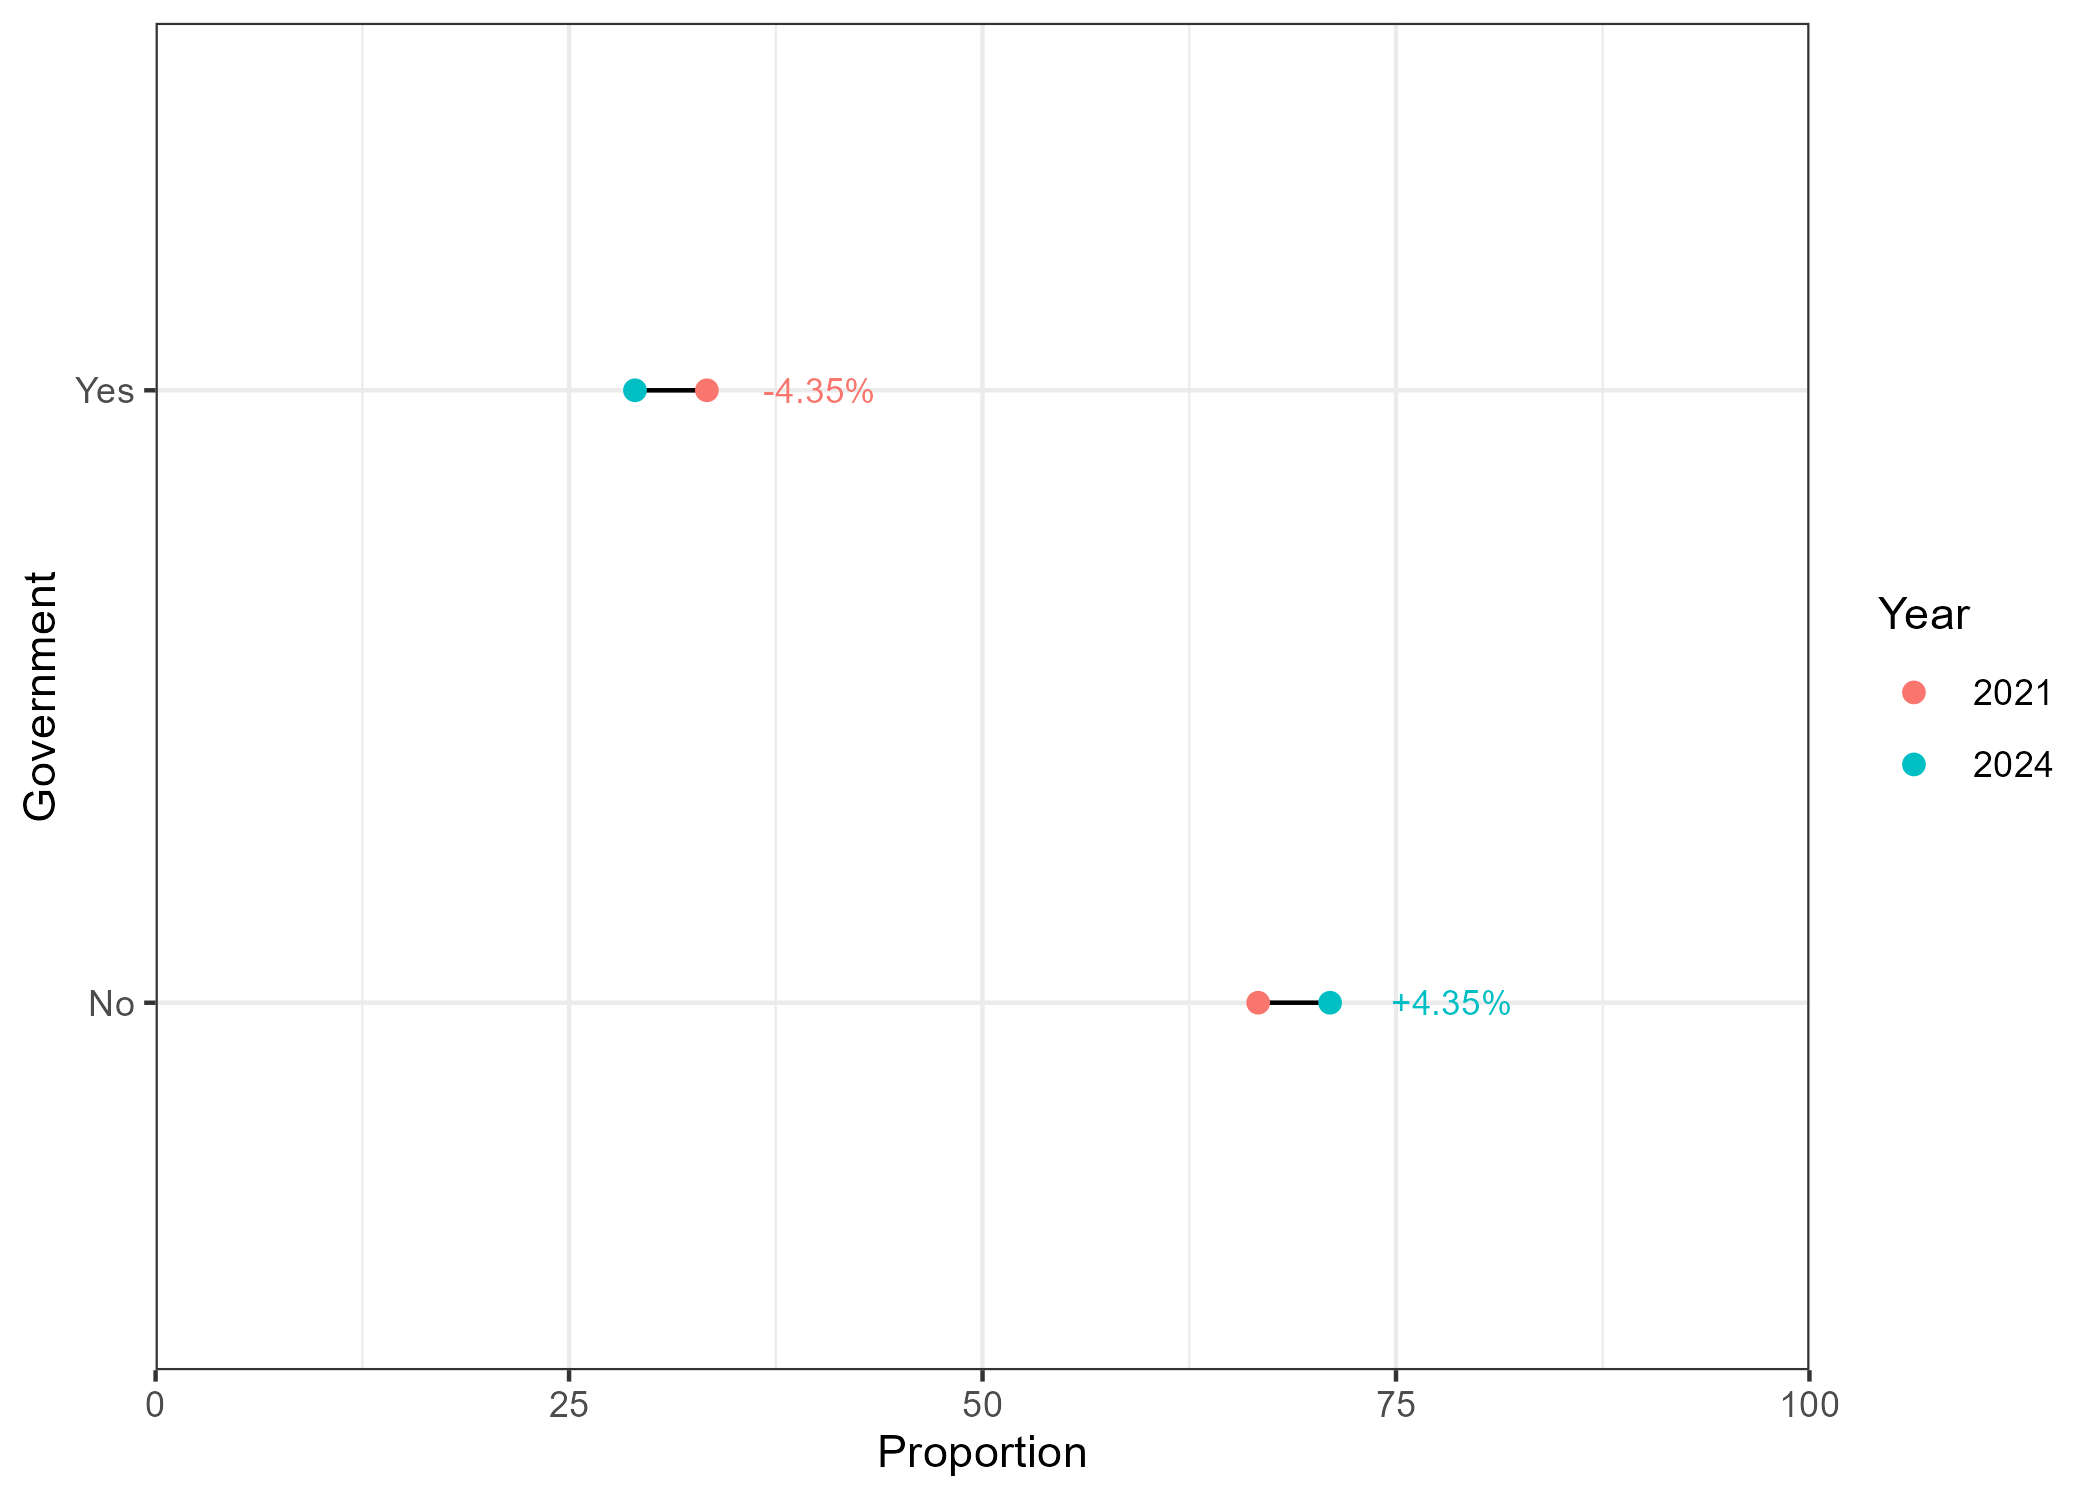 Government
Yes
-4.35%
No
+4.35%
0 25 50 75 100
Proportion
Year
2021
2024